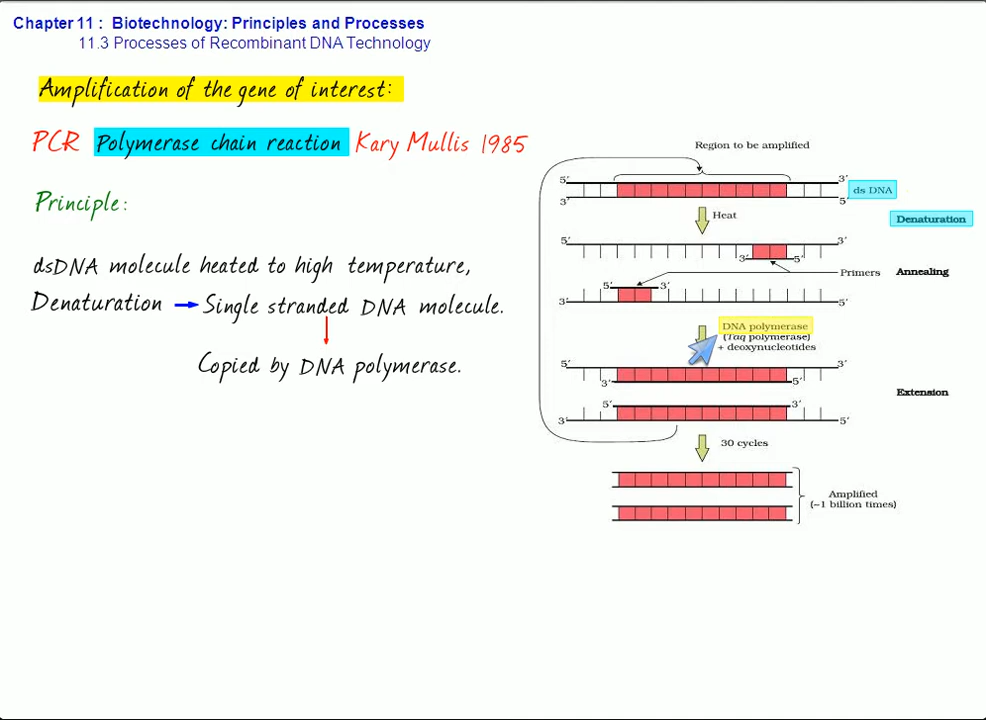 Chapter 11 : Biotechnology: Principles and Processes
11.3 Processes of Recombinant DNA Technology
Amplification of the gene of interest:
PCR Polymerase chain reaction Kary Mullis 1985
Principle:
dsDNA molecule heated to high temperature,
Denaturation → Single stranded DNA molecule.
Copied by DNA polymerase.
Region to be amplified
5′ 3′
ds DNA
3′ 5′
Heat
Denaturation
5′ 3′
3′ 5′
Primers
Annealing
5′ 3′
3′ 5′
DNA polymerase
(Taq polymerase)
+ deoxynucleotides
5′ 3′
3′ 5′
Extension
5′ 3′
3′ 5′
30 cycles
Amplified
(~1 billion times)